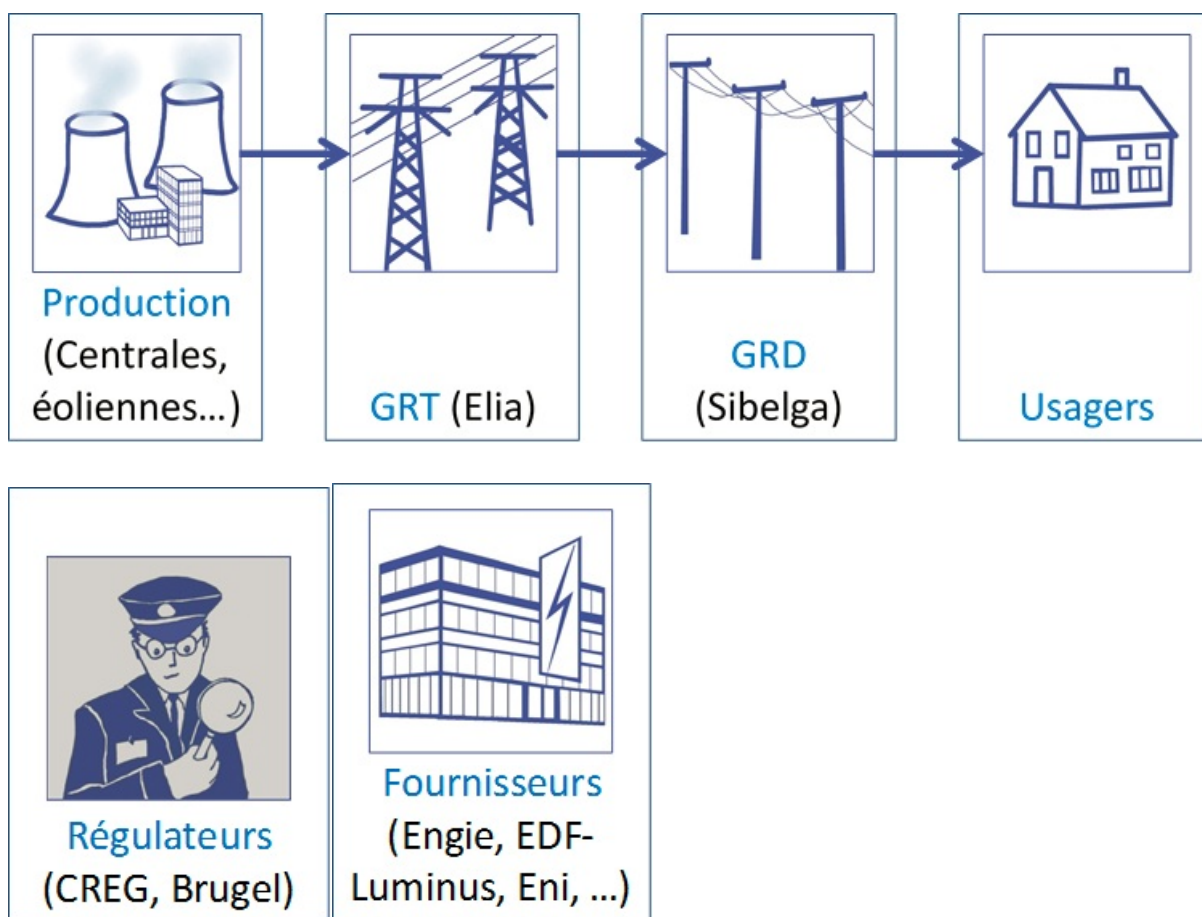 Production
(Centrales,
éoliennes…)
GRT (Elia)
GRD
(Sibelga)
Usagers
Régulateurs
(CREG, Brugel)
Fournisseurs
(Engie, EDF-
Luminus, Eni, …)